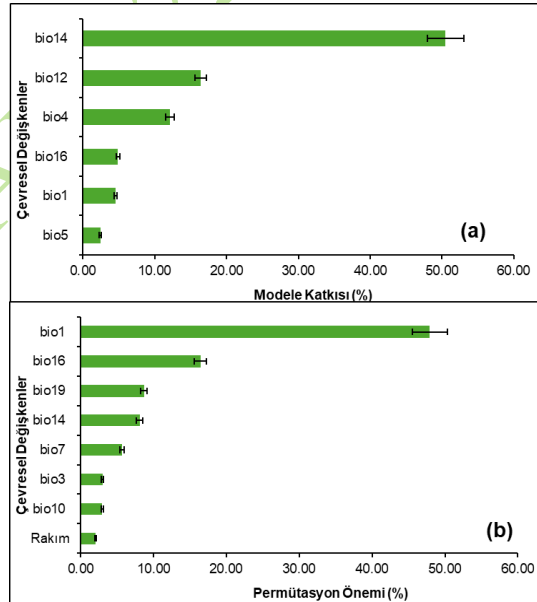 Çevresel Değişkenler
bio14
bio12
bio4
bio16
bio1
bio5
(a)
0.00 10.00 20.00 30.00 40.00 50.00 60.00
Modele Katkısı (%)
Çevresel Değişkenler
bio1
bio16
bio19
bio14
bio7
bio3
bio10
Rakım
(b)
0.00 10.00 20.00 30.00 40.00 50.00 60.00
Permütasyon Önemi (%)